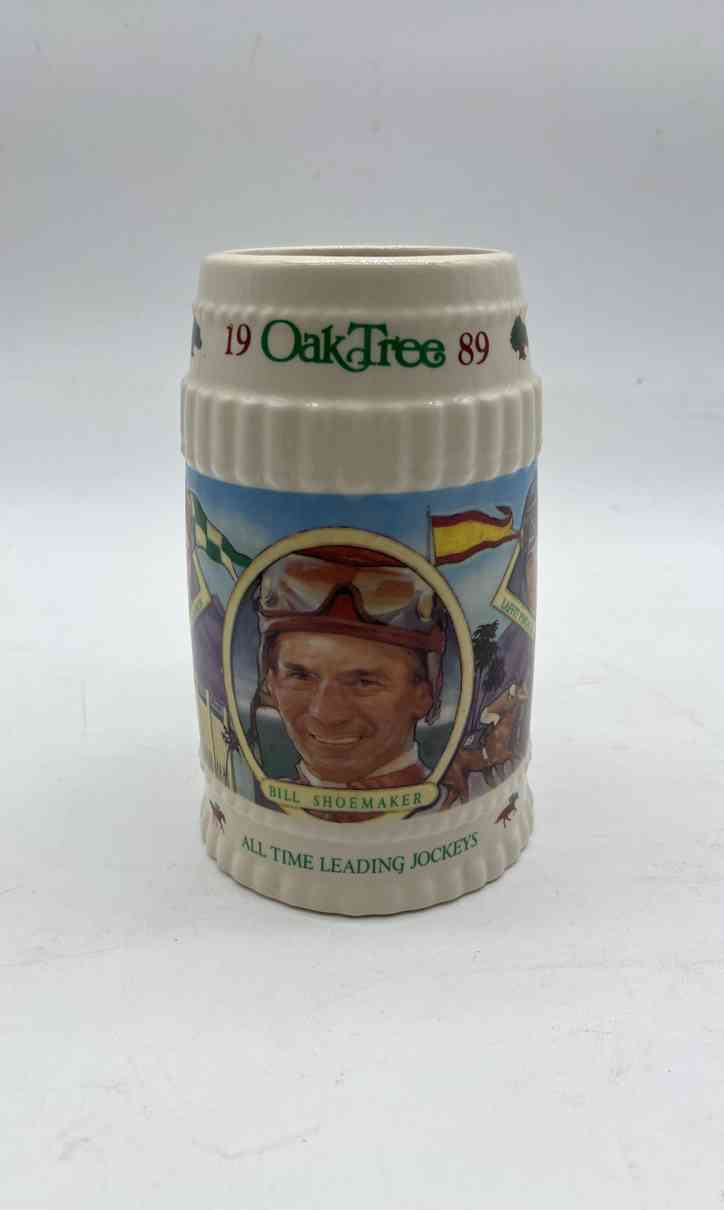 19 OakTree 89
BILL SHOEMAKER
ALL TIME LEADING JOCKEYS